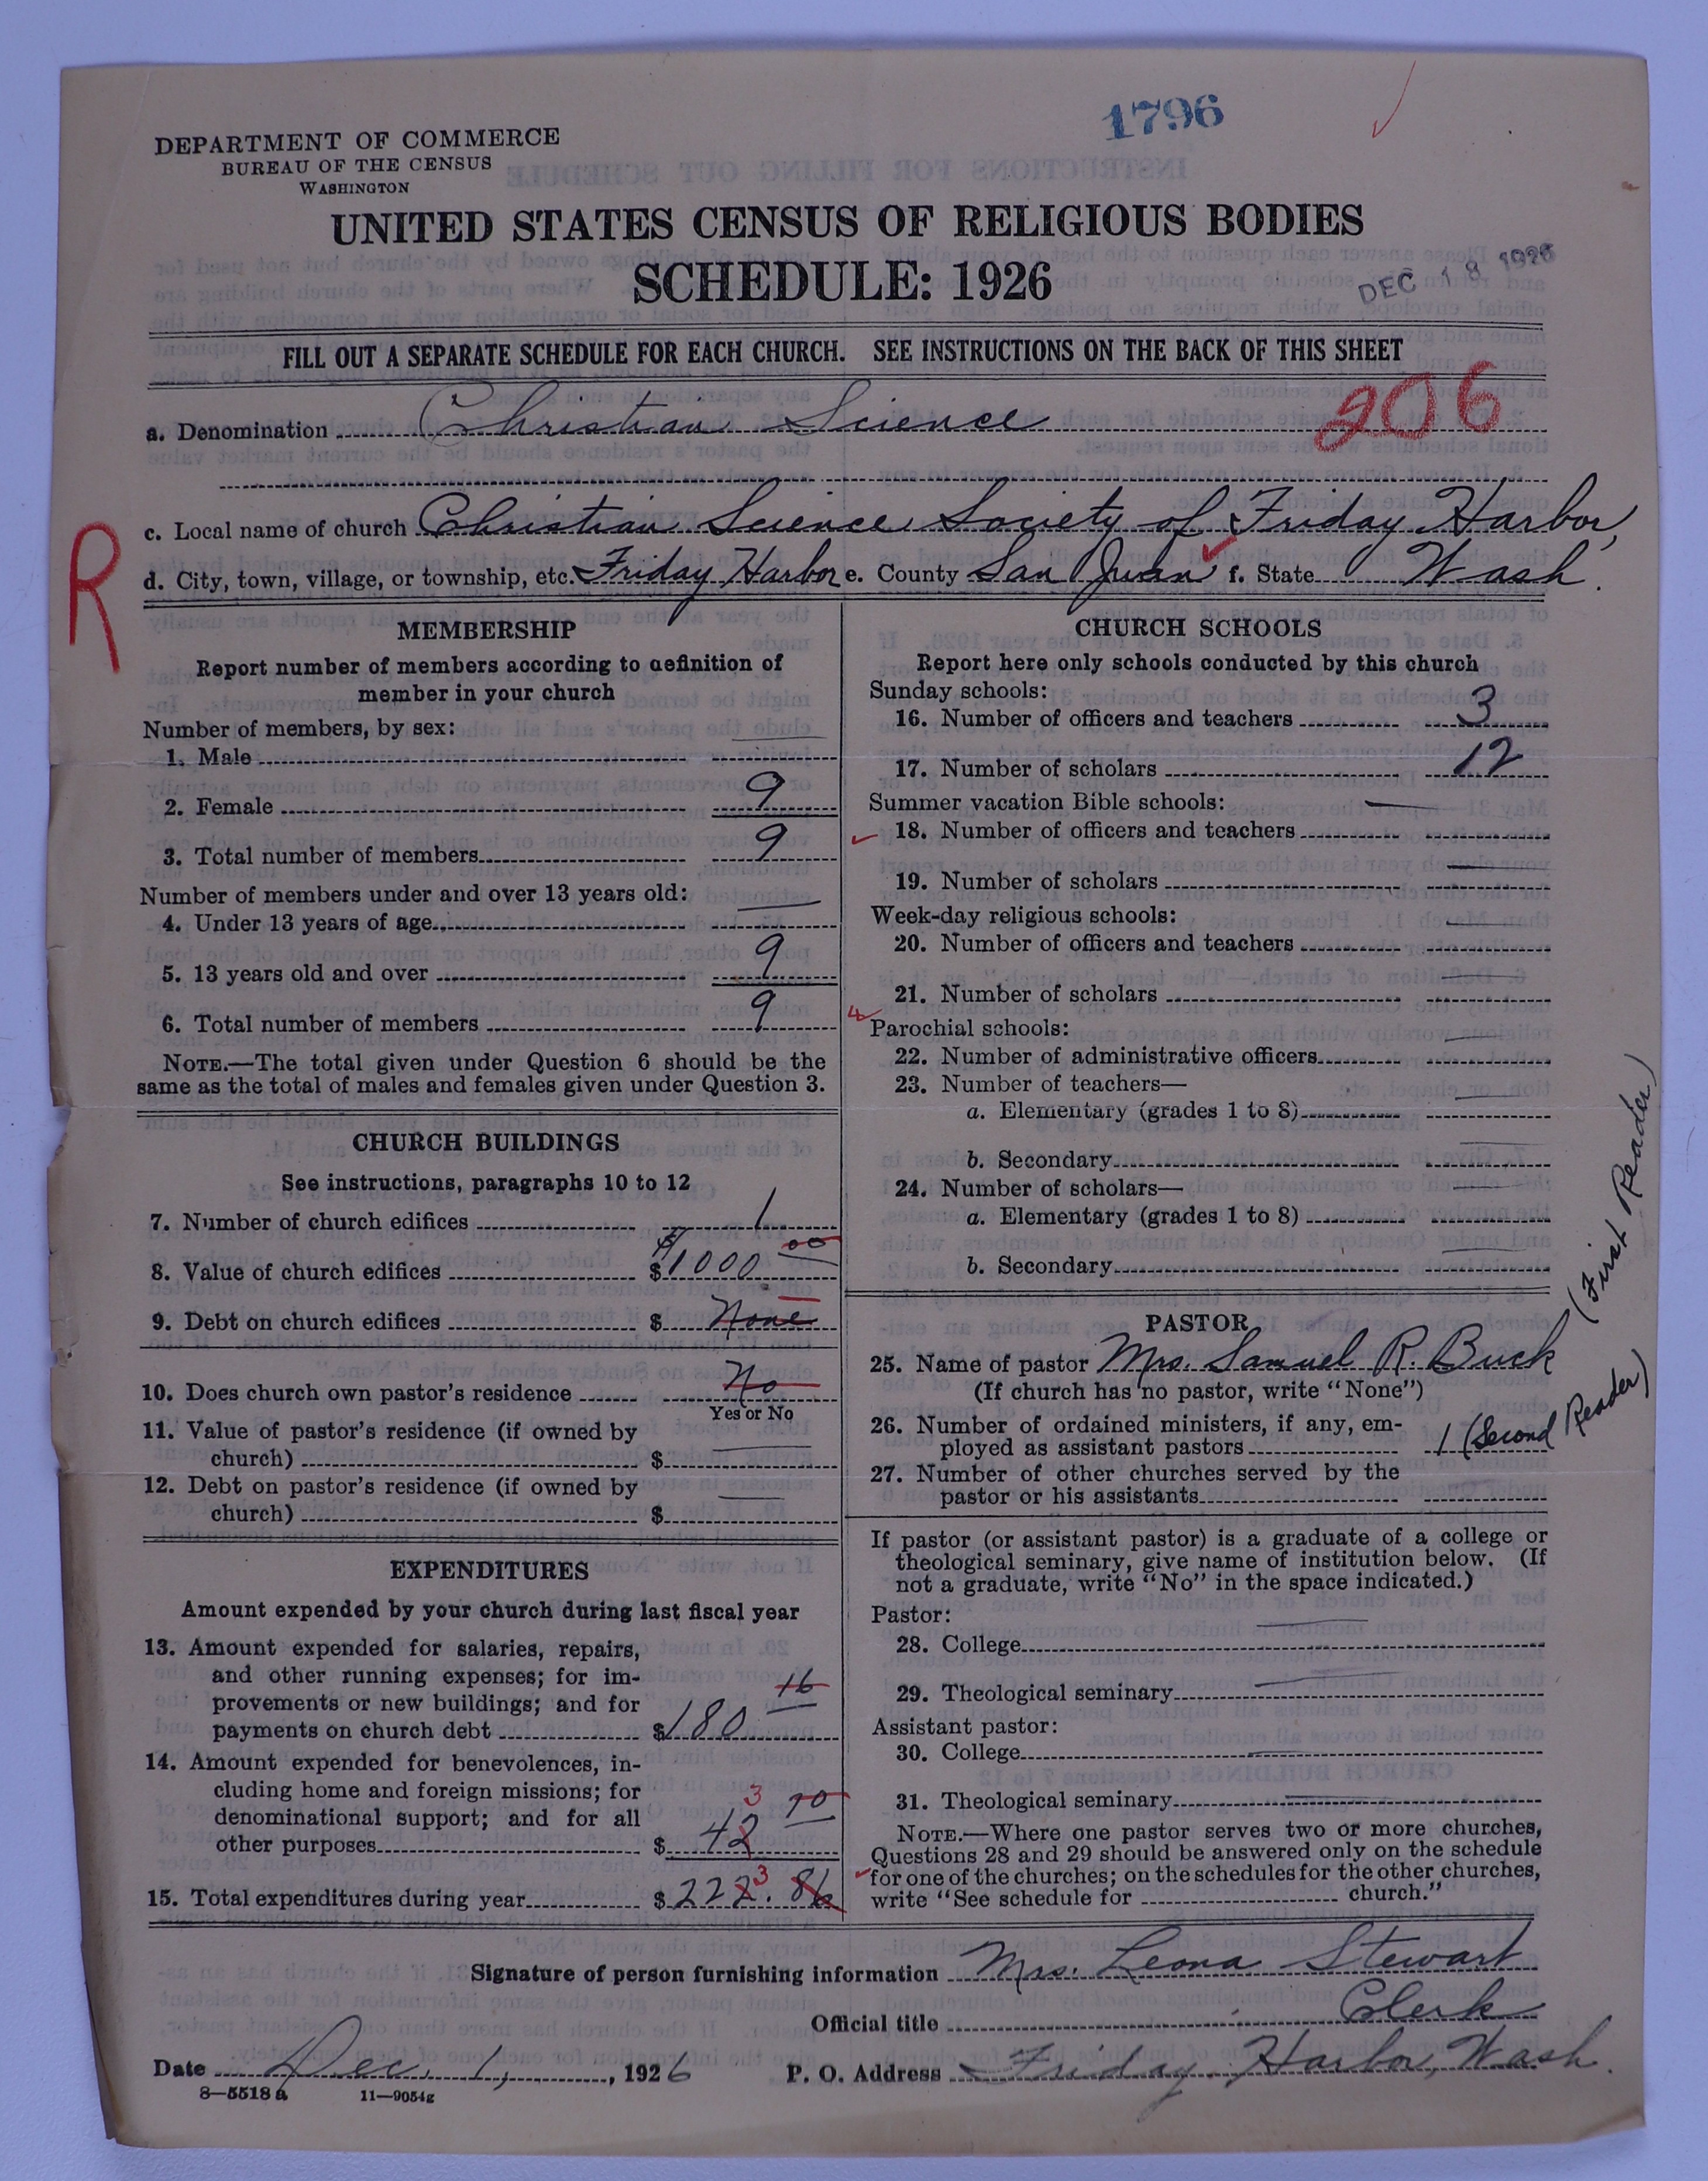 1796
DEPARTMENT OF COMMERCE
BUREAU OF THE CENSUS
WASHINGTON
UNITED STATES CENSUS OF RELIGIOUS BODIES
SCHEDULE: 1926
DEC 18 1926
FILL OUT A SEPARATE SCHEDULE FOR EACH CHURCH. SEE INSTRUCTIONS ON THE BACK OF THIS SHEET
206
a. Denomination Christian Science
c. Local name of church Christian Science Society of Friday Harbor,
R
d. City, town, village, or township, etc. Friday Harbor e. County San Juan f. State Wash.
MEMBERSHIP
Report number of members according to definition of
member in your church
Number of members, by sex:
1. Male
2. Female 9
3. Total number of members 9
Number of members under and over 13 years old:
4. Under 13 years of age
5. 13 years old and over 9
6. Total number of members 9
NOTE.—The total given under Question 6 should be the
same as the total of males and females given under Question 3.
CHURCH BUILDINGS
See instructions, paragraphs 10 to 12
7. Number of church edifices 1
8. Value of church edifices $ $1000 00
9. Debt on church edifices $ None
10. Does church own pastor's residence No
Yes or No
11. Value of pastor's residence (if owned by
church) $
12. Debt on pastor's residence (if owned by
church) $
EXPENDITURES
Amount expended by your church during last fiscal year
13. Amount expended for salaries, repairs,
and other running expenses; for im-
provements or new buildings; and for
payments on church debt $ 180 16
14. Amount expended for benevolences, in-
cluding home and foreign missions; for
denominational support; and for all
other purposes $ 42 3 70
15. Total expenditures during year $ 222 3. 86
CHURCH SCHOOLS
Report here only schools conducted by this church
Sunday schools:
16. Number of officers and teachers 3
17. Number of scholars 12
Summer vacation Bible schools:
18. Number of officers and teachers
19. Number of scholars
Week-day religious schools:
20. Number of officers and teachers
21. Number of scholars
Parochial schools:
22. Number of administrative officers
23. Number of teachers—
a. Elementary (grades 1 to 8)
b. Secondary
24. Number of scholars—
a. Elementary (grades 1 to 8)
b. Secondary
PASTOR
25. Name of pastor Mrs. Samuel R. Buck (First Reader)
(If church has no pastor, write "None")
26. Number of ordained ministers, if any, em-
ployed as assistant pastors 1 (Second Reader)
27. Number of other churches served by the
pastor or his assistants
If pastor (or assistant pastor) is a graduate of a college or
theological seminary, give name of institution below. (If
not a graduate, write "No" in the space indicated.)
Pastor:
28. College
29. Theological seminary
Assistant pastor:
30. College
31. Theological seminary
NOTE.—Where one pastor serves two or more churches,
Questions 28 and 29 should be answered only on the schedule
for one of the churches; on the schedules for the other churches,
write "See schedule for church."
Signature of person furnishing information Mrs. Leona Stewart
Official title Clerk
Date Dec. 1, 1926 P. O. Address Friday Harbor, Wash.
8—5518 a 11—9054g